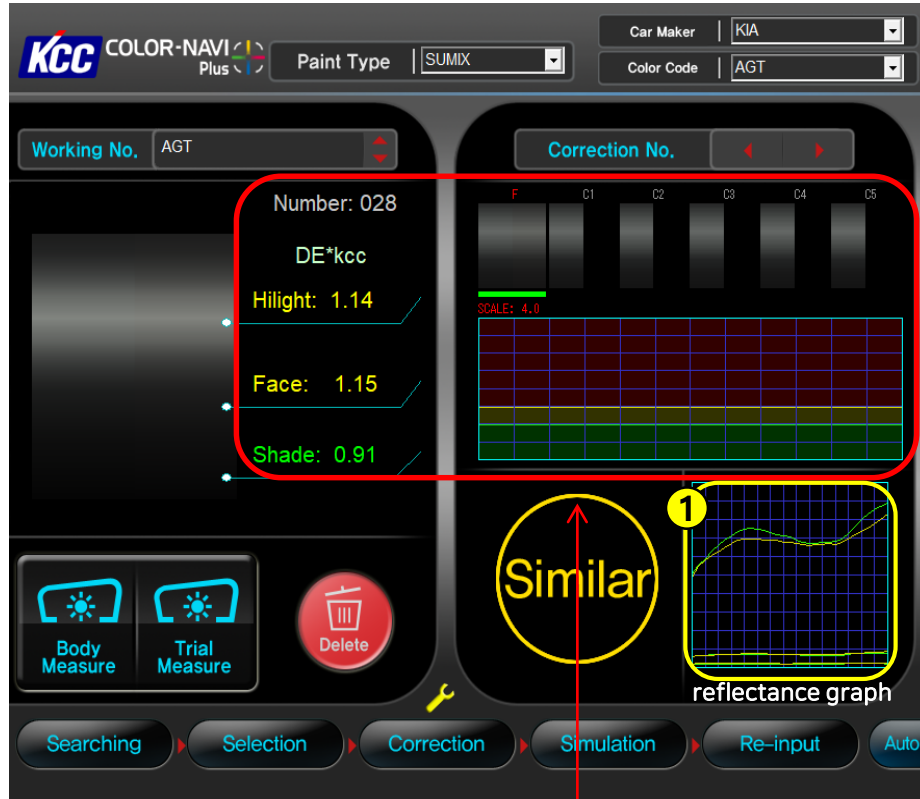 KCC COLOR-NAVI
Plus
Paint Type SUMIX
Car Maker KIA
Color Code AGT
Working No. AGT
Correction No.
Number: 028
DE*kcc
Hilight: 1.14
Face: 1.15
Shade: 0.91
F C1 C2 C3 C4 C5
SCALE: 4.0
Similar
1
reflectance graph
Body
Measure
Trial
Measure
Delete
Searching
Selection
Correction
Simulation
Re-input
Auto